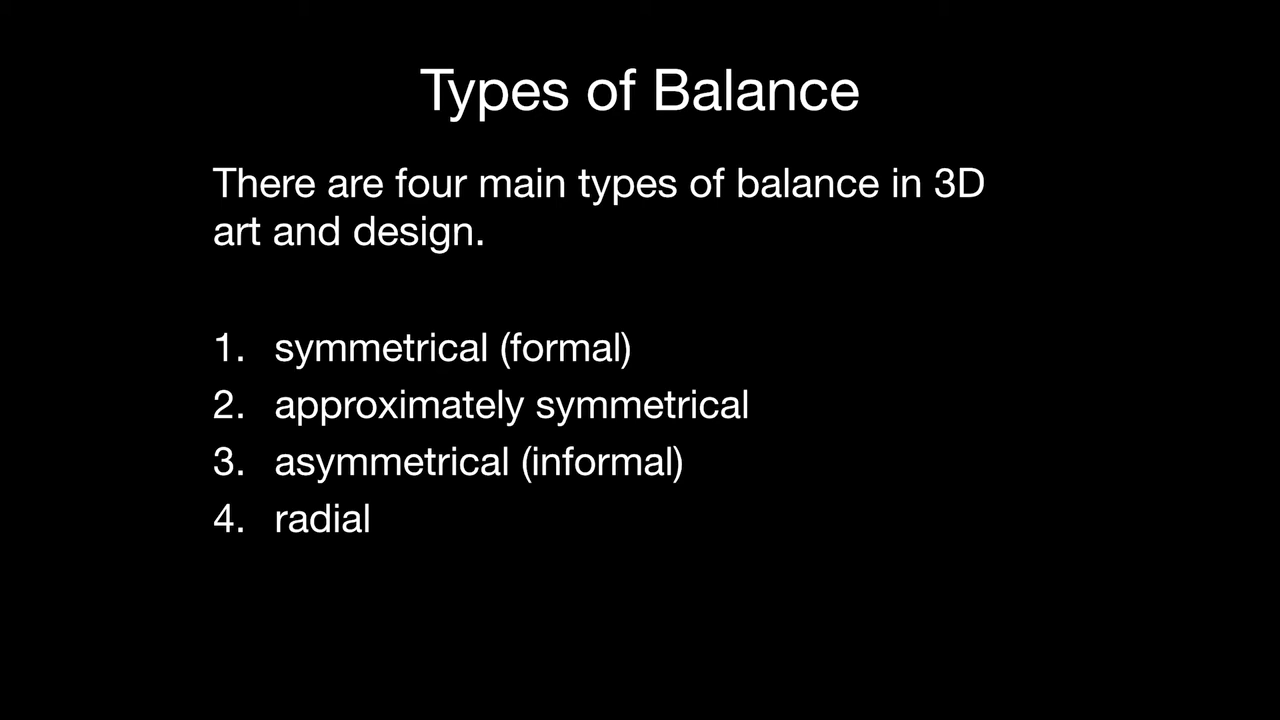 Types of Balance
There are four main types of balance in 3D
art and design.
1. symmetrical (formal)
2. approximately symmetrical
3. asymmetrical (informal)
4. radial